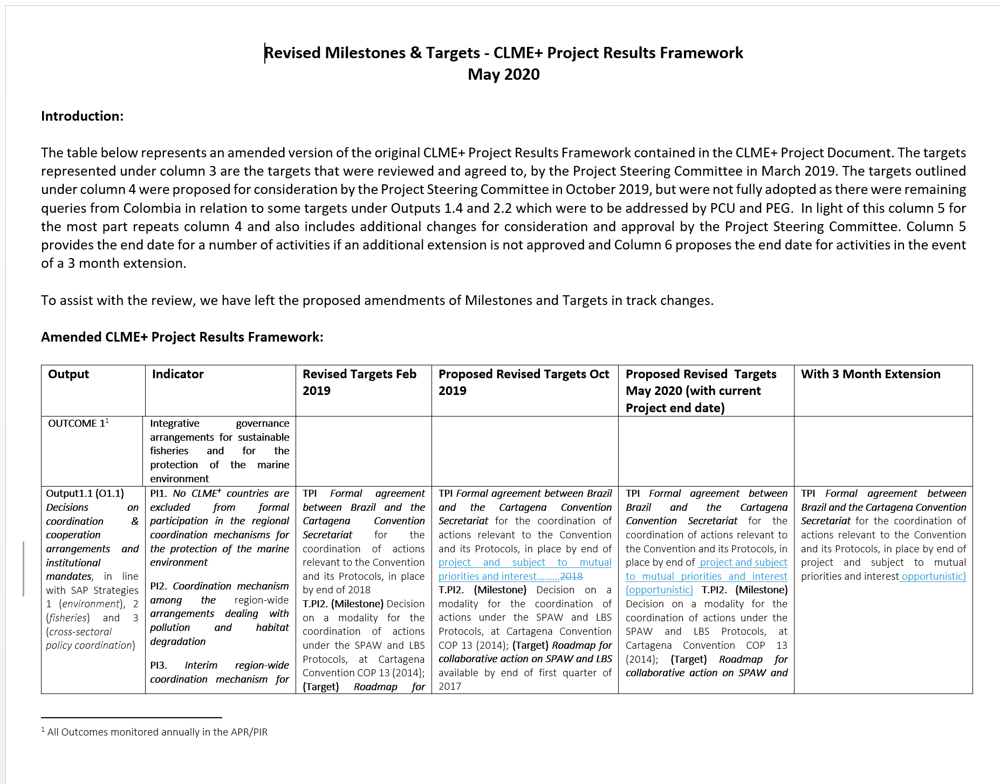 Revised Milestones & Targets - CLME+ Project Results Framework
May 2020
Introduction:
The table below represents an amended version of the original CLME+ Project Results Framework contained in the CLME+ Project Document. The targets
represented under column 3 are the targets that were reviewed and agreed to, by the Project Steering Committee in March 2019. The targets outlined
under column 4 were proposed for consideration by the Project Steering Committee in October 2019, but were not fully adopted as there were remaining
queries from Colombia in relation to some targets under Outputs 1.4 and 2.2 which were to be addressed by PCU and PEG. In light of this column 5 for
the most part repeats column 4 and also includes additional changes for consideration and approval by the Project Steering Committee. Column 5
provides the end date for a number of activities if an additional extension is not approved and Column 6 proposes the end date for activities in the event
of a 3 month extension.
To assist with the review, we have left the proposed amendments of Milestones and Targets in track changes.
Amended CLME+ Project Results Framework:
Output
Indicator
Revised Targets Feb
2019
Proposed Revised Targets Oct
2019
Proposed Revised Targets
May 2020 (with current
Project end date)
With 3 Month Extension
OUTCOME 1¹
Integrative governance
arrangements for sustainable
fisheries and for the
protection of the marine
environment
Output1.1 (O1.1)
Decisions on
coordination &
cooperation
arrangements and
institutional
mandates, in line
with SAP Strategies
1 (environment), 2
(fisheries) and 3
(cross-sectoral
policy coordination)
PI1. No CLME⁺ countries are
excluded from formal
participation in the regional
coordination mechanisms for
the protection of the marine
environment
PI2. Coordination mechanism
among the region-wide
arrangements dealing with
pollution and habitat
degradation
PI3. Interim region-wide
coordination mechanism for
TPI Formal agreement
between Brazil and the
Cartagena Convention
Secretariat for the
coordination of actions
relevant to the Convention
and its Protocols, in place
by end of 2018
T.PI2. (Milestone) Decision
on a modality for the
coordination of actions
under the SPAW and LBS
Protocols, at Cartagena
Convention COP 13 (2014);
(Target) Roadmap for
TPI Formal agreement between Brazil
and the Cartagena Convention
Secretariat for the coordination of
actions relevant to the Convention
and its Protocols, in place by end of
project and subject to mutual
priorities and interest.........2018
T.PI2. (Milestone) Decision on a
modality for the coordination of
actions under the SPAW and LBS
Protocols, at Cartagena Convention
COP 13 (2014); (Target) Roadmap for
collaborative action on SPAW and LBS
available by end of first quarter of
2017
TPI Formal agreement between
Brazil and the Cartagena
Convention Secretariat for the
coordination of actions relevant to
the Convention and its Protocols, in
place by end of project and subject
to mutual priorities and interest
(opportunistic) T.PI2. (Milestone)
Decision on a modality for the
coordination of actions under the
SPAW and LBS Protocols, at
Cartagena Convention COP 13
(2014); (Target) Roadmap for
collaborative action on SPAW and
TPI Formal agreement between
Brazil and the Cartagena Convention
Secretariat for the coordination of
actions relevant to the Convention
and its Protocols, in place by end of
project and subject to mutual
priorities and interest opportunistic)
¹ All Outcomes monitored annually in the APR/PIR